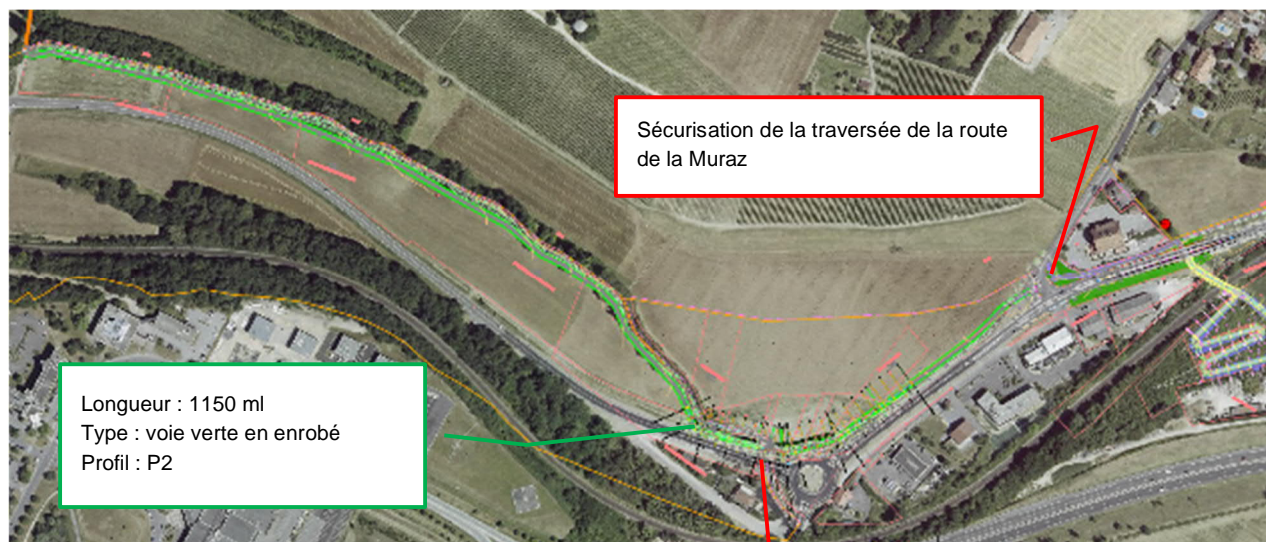 Sécurisation de la traversée de la route
de la Muraz
Longueur : 1150 ml
Type : voie verte en enrobé
Profil : P2